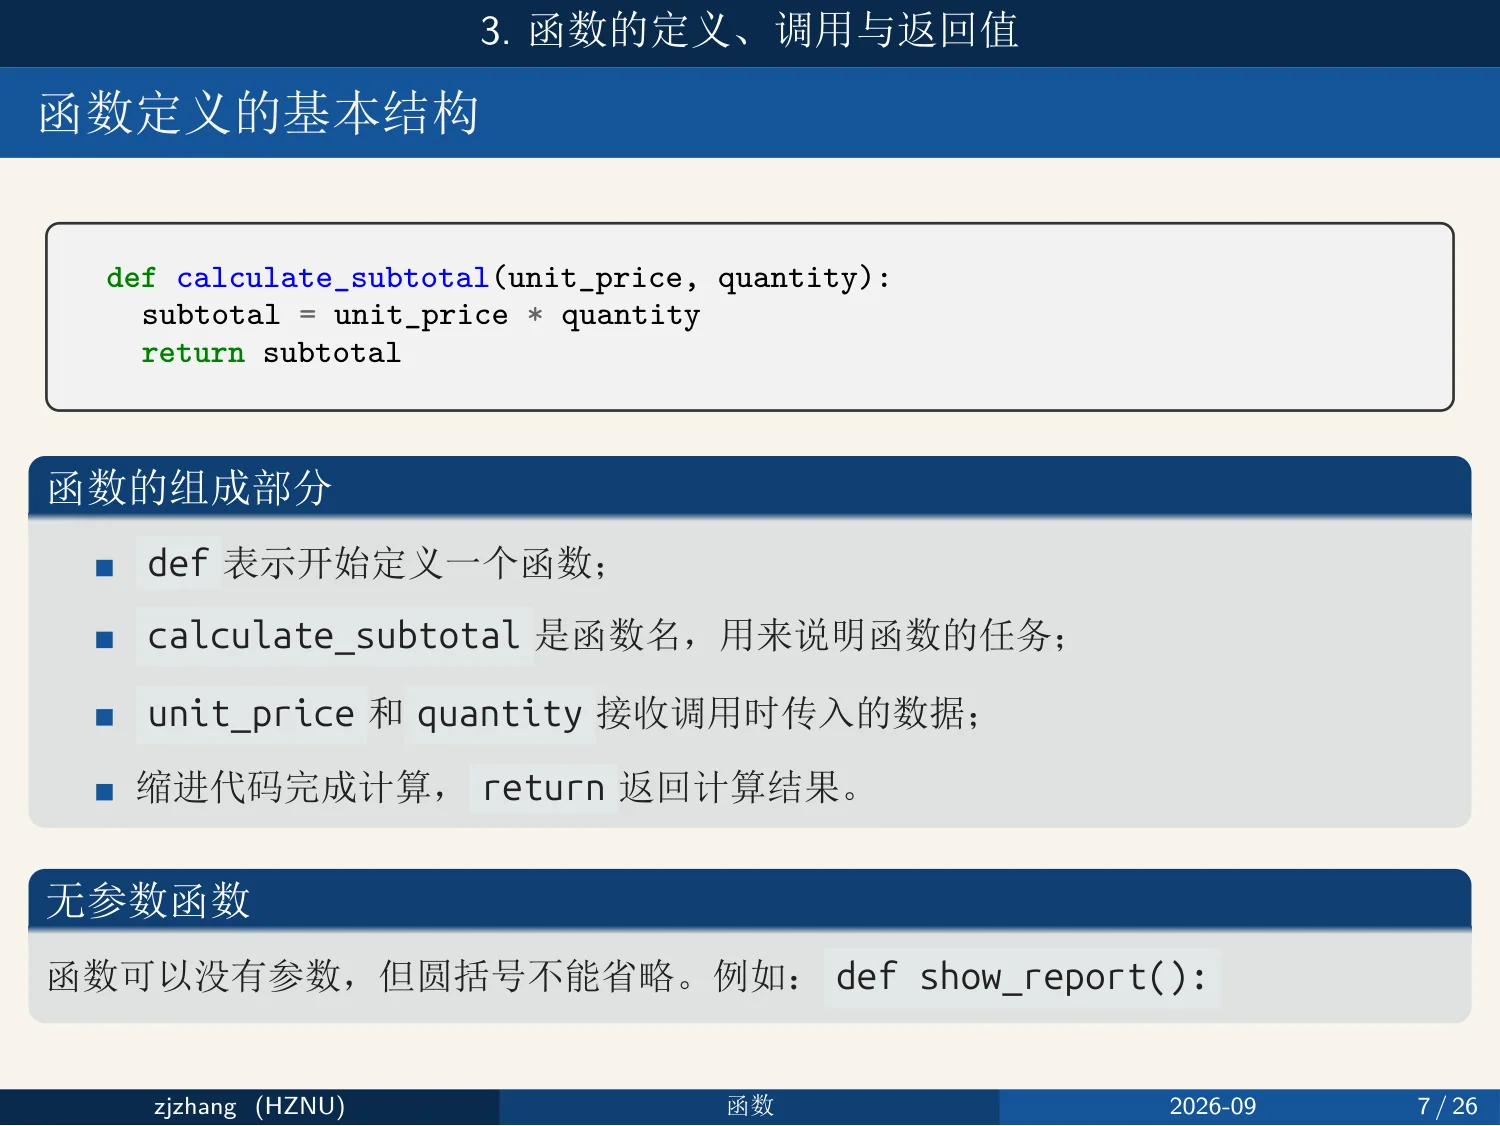 3. 函数的定义、调用与返回值
函数定义的基本结构
def calculate_subtotal(unit_price, quantity):
  subtotal = unit_price * quantity
  return subtotal
函数的组成部分
def 表示开始定义一个函数；
calculate_subtotal 是函数名，用来说明函数的任务；
unit_price 和 quantity 接收调用时传入的数据；
缩进代码完成计算，return 返回计算结果。
无参数函数
函数可以没有参数，但圆括号不能省略。例如：def show_report():
zjzhang (HZNU) 函数 2026-09 7 / 26